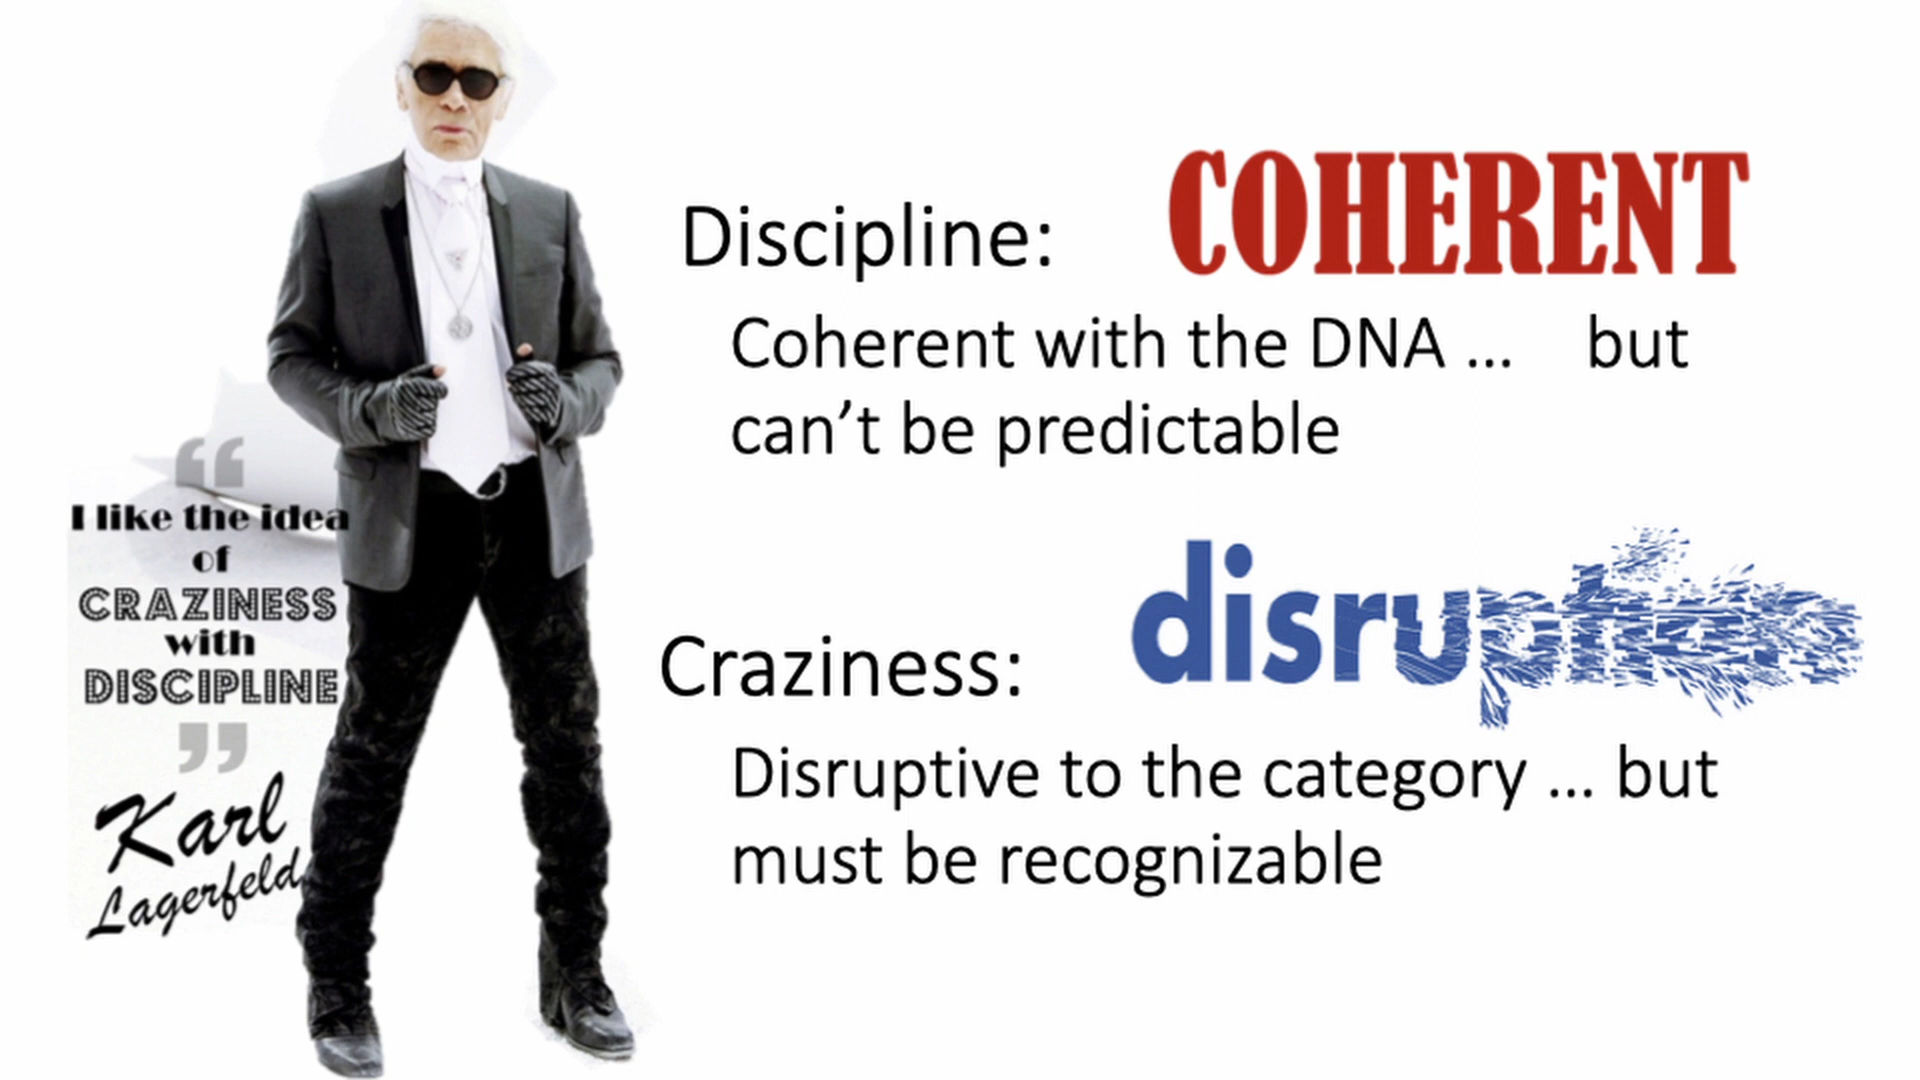 Discipline: COHERENT
Coherent with the DNA ... but
can't be predictable
Craziness: disruption
Disruptive to the category ... but
must be recognizable
“
I like the idea
of
CRAZINESS
with
DISCIPLINE
”
Karl
Lagerfeld